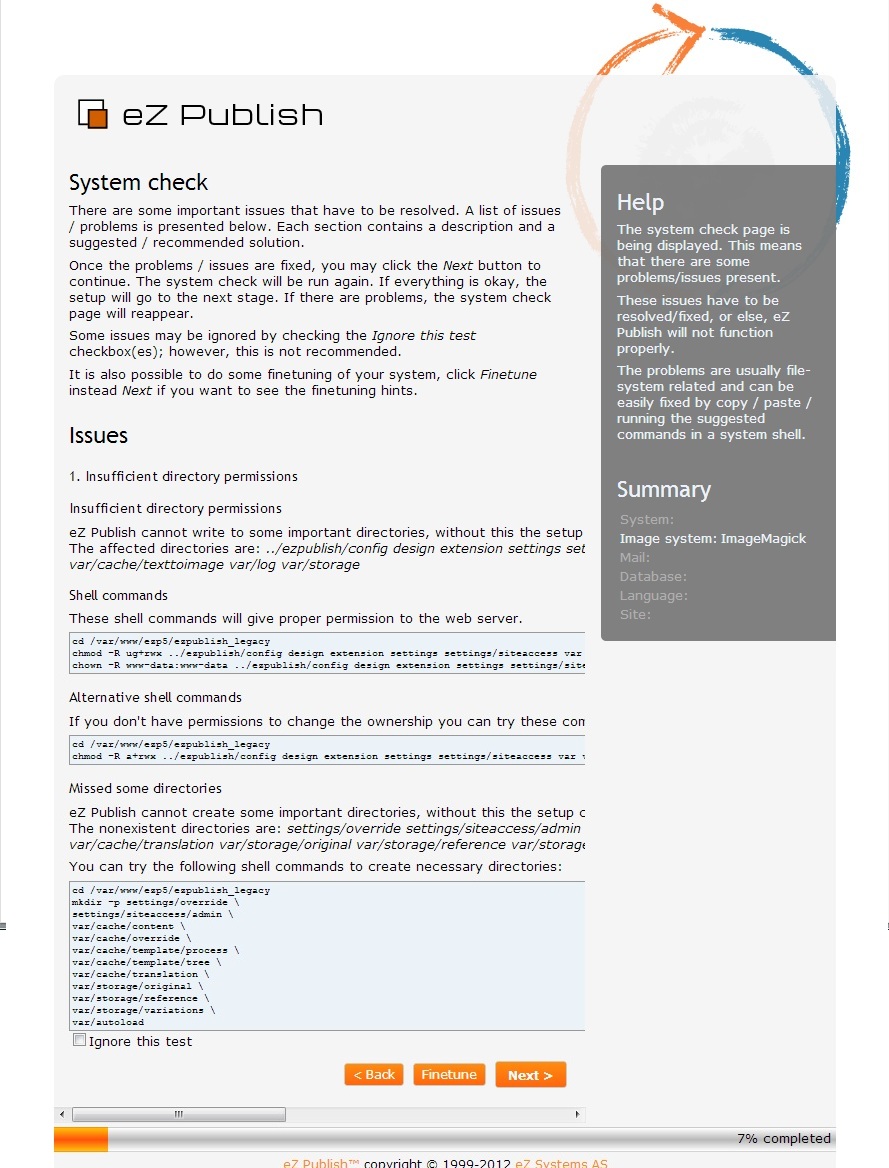 eZ Publish
System check
There are some important issues that have to be resolved. A list of issues
/ problems is presented below. Each section contains a description and a
suggested / recommended solution.
Once the problems / issues are fixed, you may click the Next button to
continue. The system check will be run again. If everything is okay, the
setup will go to the next stage. If there are problems, the system check
page will reappear.
Some issues may be ignored by checking the Ignore this test
checkbox(es); however, this is not recommended.
It is also possible to do some finetuning of your system, click Finetune
instead Next if you want to see the finetuning hints.
Issues
1. Insufficient directory permissions
Insufficient directory permissions
eZ Publish cannot write to some important directories, without this the setup
The affected directories are: ../ezpublish/config design extension settings set
var/cache/texttoimage var/log var/storage
Shell commands
These shell commands will give proper permission to the web server.
cd /var/www/ezp5/ezpublish_legacy
chmod -R ug+rwx ../ezpublish/config design extension settings settings/siteaccess var
chown -R www-data:www-data ../ezpublish/config design extension settings settings/site
Alternative shell commands
If you don't have permissions to change the ownership you can try these com
cd /var/www/ezp5/ezpublish_legacy
chmod -R a+rwx ../ezpublish/config design extension settings settings/siteaccess var v
Missed some directories
eZ Publish cannot create some important directories, without this the setup c
The nonexistent directories are: settings/override settings/siteaccess/admin
var/cache/translation var/storage/original var/storage/reference var/storage
You can try the following shell commands to create necessary directories:
cd /var/www/ezp5/ezpublish_legacy
mkdir -p settings/override \
settings/siteaccess/admin \
var/cache/content \
var/cache/override \
var/cache/template/process \
var/cache/template/tree \
var/cache/translation \
var/storage/original \
var/storage/reference \
var/storage/variations \
var/autoload
Ignore this test
< Back
Finetune
Next >
Help
The system check page is
being displayed. This means
that there are some
problems/issues present.
These issues have to be
resolved/fixed, or else, eZ
Publish will not function
properly.
The problems are usually file-
system related and can be
easily fixed by copy / paste /
running the suggested
commands in a system shell.
Summary
System:
Image system: ImageMagick
Mail:
Database:
Language:
Site:
7% completed
eZ Publish™ copyright © 1999-2012 eZ Systems AS